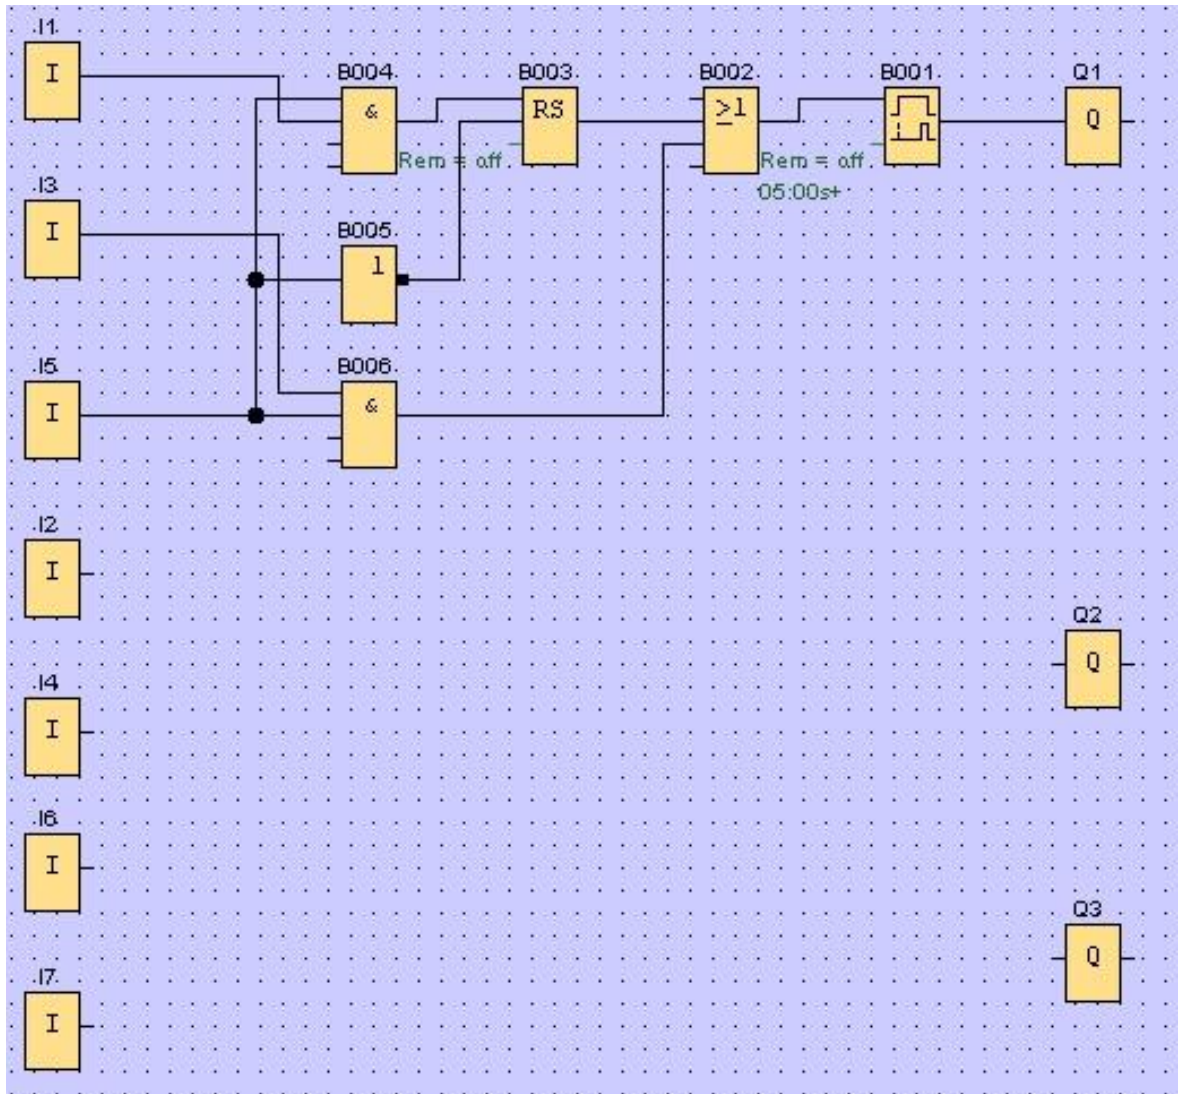 I1
I
B004
B003
B002
B001
Q1
&
RS
≥1
Q
Rem = off
Rem = off
05:00s+
I3
I
B005
1
I5
I
B006
&
I2
I
Q2
Q
I4
I
I6
I
Q3
Q
I7
I